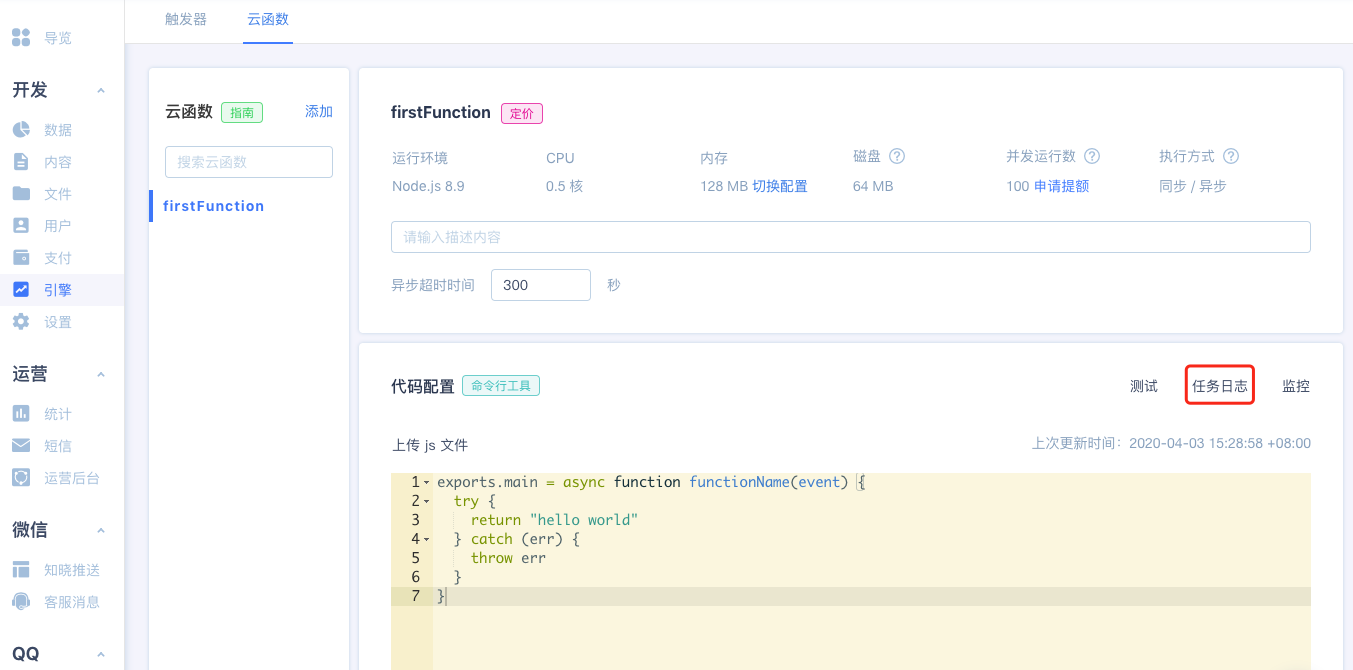 导览
开发
数据
内容
文件
用户
支付
引擎
设置
运营
统计
短信
运营后台
微信
知晓推送
客服消息
QQ
触发器 云函数
云函数 指南 添加
搜索云函数
firstFunction
firstFunction 定价
运行环境 CPU 内存 磁盘 ? 并发运行数 ? 执行方式 ?
Node.js 8.9 0.5 核 128 MB 切换配置 64 MB 100 申请提额 同步 / 异步
请输入描述内容
异步超时时间 300 秒
代码配置 命令行工具 测试 任务日志 监控
上传 js 文件 上次更新时间：2020-04-03 15:28:58 +08:00
1 exports.main = async function functionName(event) {
2 try {
3 return "hello world"
4 } catch (err) {
5 throw err
6 }
7 }